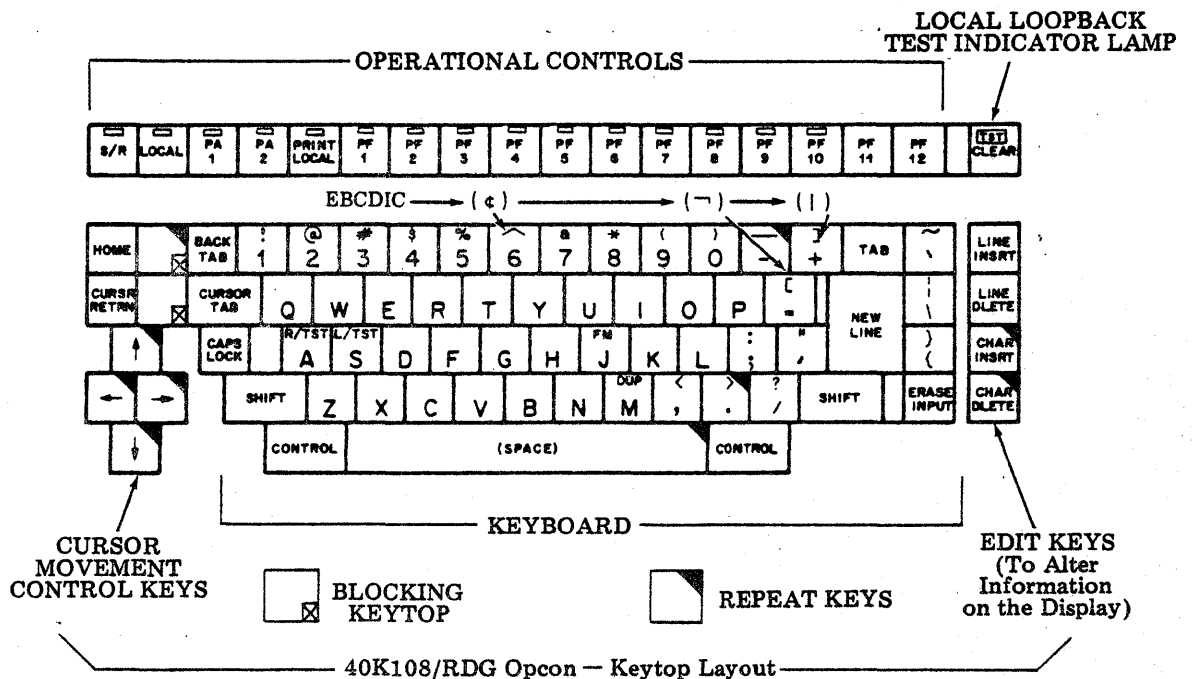 LOCAL LOOPBACK
TEST INDICATOR LAMP
OPERATIONAL CONTROLS
S/R LOCAL PA 1 PA 2 PRINT LOCAL PF 1 PF 2 PF 3 PF 4 PF 5 PF 6 PF 7 PF 8 PF 9 PF 10 PF 11 PF 12 TST CLEAR
EBCDIC (¢) (¬) (|)
HOME BACK TAB ! 1 @ 2 # 3 $ 4 % 5 ^ 6 & 7 * 8 ( 9 ) 0 — - ] + TAB ~ \ LINE INSRT
CURSR RETRN CURSOR TAB Q W E R T Y U I O P [ = NEW LINE ¦ \ LINE DLETE
↑ CAPS LOCK R/TST A L/TST S D F G H FM J K L : ; " ' } { CHAR INSRT
← → SHIFT Z X C V B N DUP M < , > . ? / SHIFT ERASE INPUT CHAR DLETE
↓ CONTROL (SPACE) CONTROL
KEYBOARD
CURSOR
MOVEMENT
CONTROL KEYS
EDIT KEYS
(To Alter
Information
on the Display)
BLOCKING
KEYTOP
REPEAT KEYS
40K108/RDG Opcon — Keytop Layout